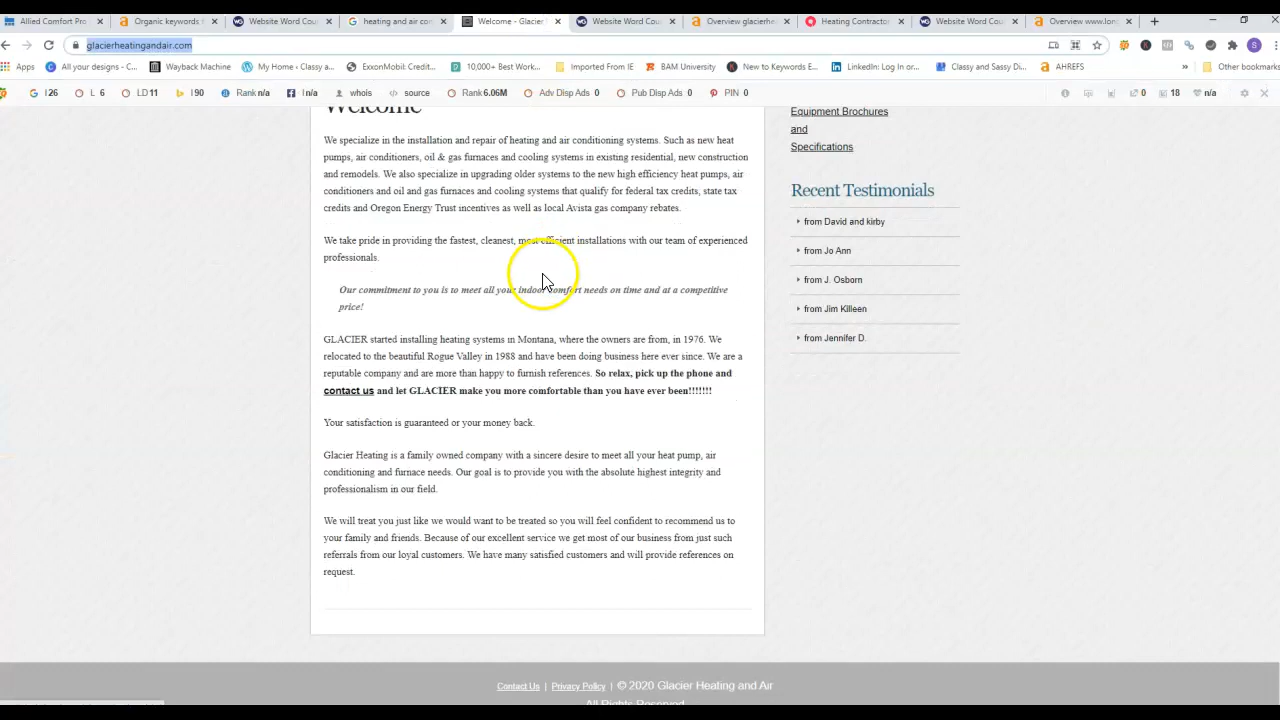 Allied Comfort Pro
Organic keywords f
Website Word Cou
heating and air con
Welcome - Glacier
Website Word Cou
Overview glacierhe
Heating Contractor
Website Word Cou
Overview www.long
glacierheatingandair.com
Apps
All your designs - C...
Wayback Machine
My Home ‹ Classy a...
ExxonMobil: Credit...
10,000+ Best Work...
Imported From IE
BAM University
New to Keywords E...
LinkedIn: Log In or...
Classy and Sassy Di...
AHREFS
Other bookmarks
I 26
L 6
LD 11
I 90
Rank n/a
I n/a
whois
source
Rank 6.06M
Adv Disp Ads 0
Pub Disp Ads 0
PIN 0
0
18
n/a
Welcome
We specialize in the installation and repair of heating and air conditioning systems. Such as new heat
pumps, air conditioners, oil & gas furnaces and cooling systems in existing residential, new construction
and remodels. We also specialize in upgrading older systems to the new high efficiency heat pumps, air
conditioners and oil and gas furnaces and cooling systems that qualify for federal tax credits, state tax
credits and Oregon Energy Trust incentives as well as local Avista gas company rebates.
We take pride in providing the fastest, cleanest, most efficient installations with our team of experienced
professionals.
Our commitment to you is to meet all your indoor comfort needs on time and at a competitive
price!
GLACIER started installing heating systems in Montana, where the owners are from, in 1976. We
relocated to the beautiful Rogue Valley in 1988 and have been doing business here ever since. We are a
reputable company and are more than happy to furnish references. So relax, pick up the phone and
contact us and let GLACIER make you more comfortable than you have ever been!!!!!!!
Your satisfaction is guaranteed or your money back.
Glacier Heating is a family owned company with a sincere desire to meet all your heat pump, air
conditioning and furnace needs. Our goal is to provide you with the absolute highest integrity and
professionalism in our field.
We will treat you just like we would want to be treated so you will feel confident to recommend us to
your family and friends. Because of our excellent service we get most of our business from just such
referrals from our loyal customers. We have many satisfied customers and will provide references on
request.
Equipment Brochures
and
Specifications
Recent Testimonials
from David and kirby
from Jo Ann
from J. Osborn
from Jim Killeen
from Jennifer D.
Contact Us | Privacy Policy | © 2020 Glacier Heating and Air
All Rights Reserved